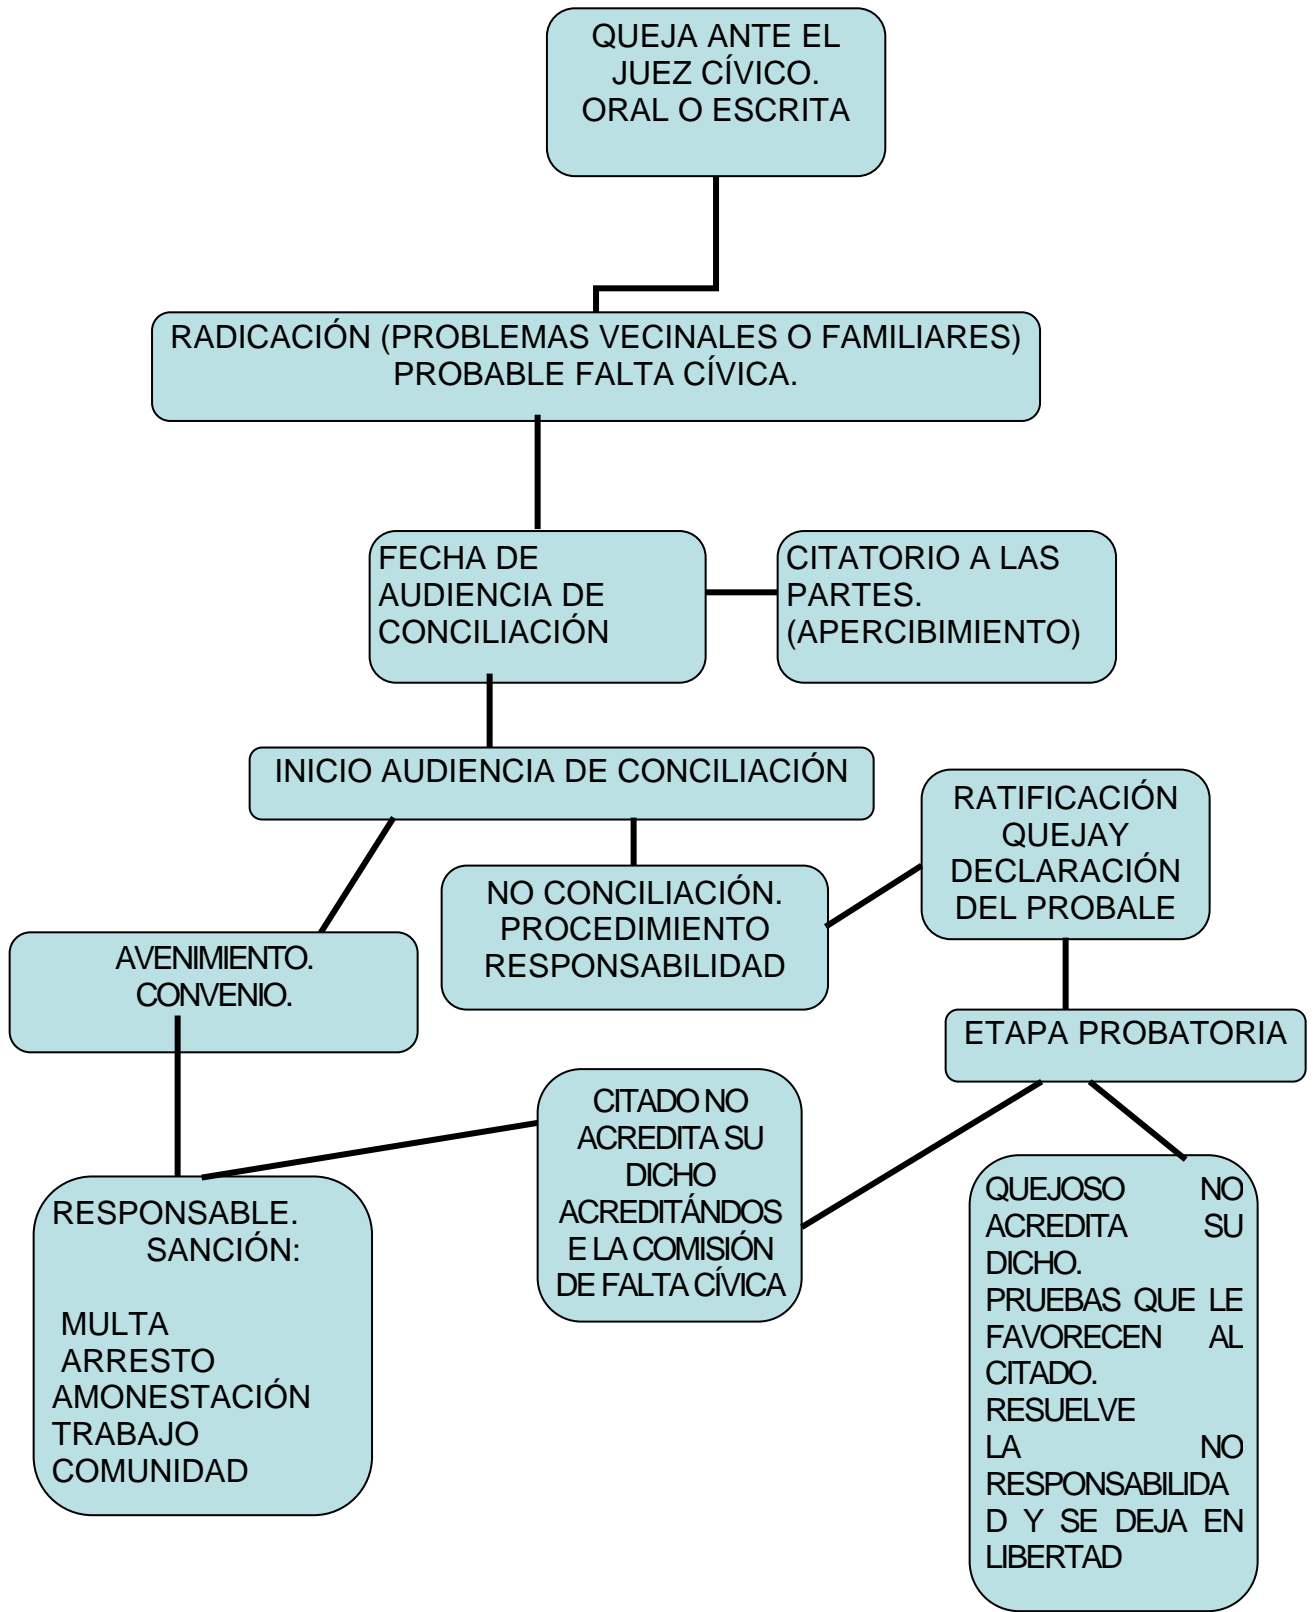 QUEJA ANTE EL
JUEZ CÍVICO.
ORAL O ESCRITA
RADICACIÓN (PROBLEMAS VECINALES O FAMILIARES)
PROBABLE FALTA CÍVICA.
FECHA DE
AUDIENCIA DE
CONCILIACIÓN
CITATORIO A LAS
PARTES.
(APERCIBIMIENTO)
INICIO AUDIENCIA DE CONCILIACIÓN
RATIFICACIÓN
QUEJAY
DECLARACIÓN
DEL PROBALE
NO CONCILIACIÓN.
PROCEDIMIENTO
RESPONSABILIDAD
AVENIMIENTO.
CONVENIO.
ETAPA PROBATORIA
CITADO NO
ACREDITA SU
DICHO
ACREDITÁNDOS
E LA COMISIÓN
DE FALTA CÍVICA
RESPONSABLE.
SANCIÓN:
MULTA
ARRESTO
AMONESTACIÓN
TRABAJO
COMUNIDAD
QUEJOSO NO
ACREDITA SU
DICHO.
PRUEBAS QUE LE
FAVORECEN AL
CITADO.
RESUELVE
LA NO
RESPONSABILIDA
D Y SE DEJA EN
LIBERTAD